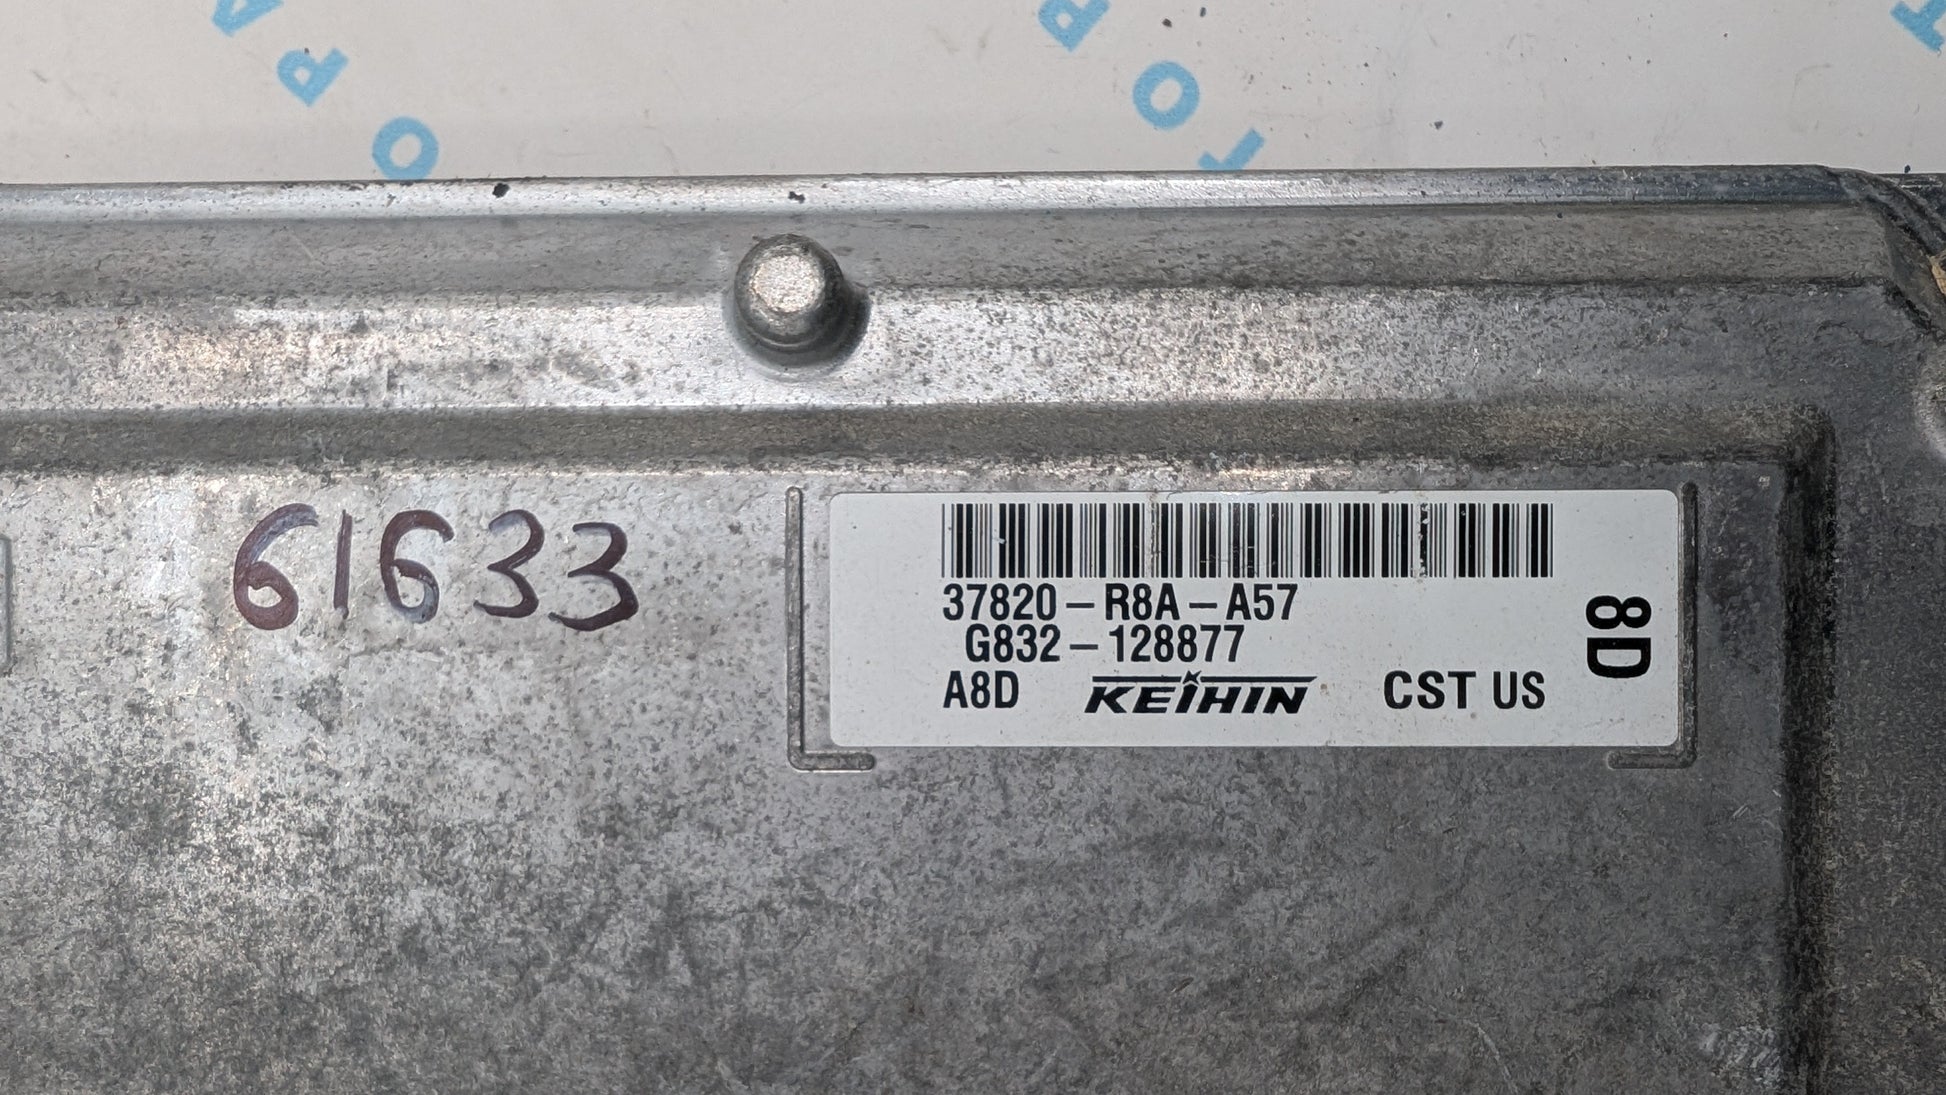 61633
37820-R8A-A57
G832-128877
A8D KEIHIN CST US
8D